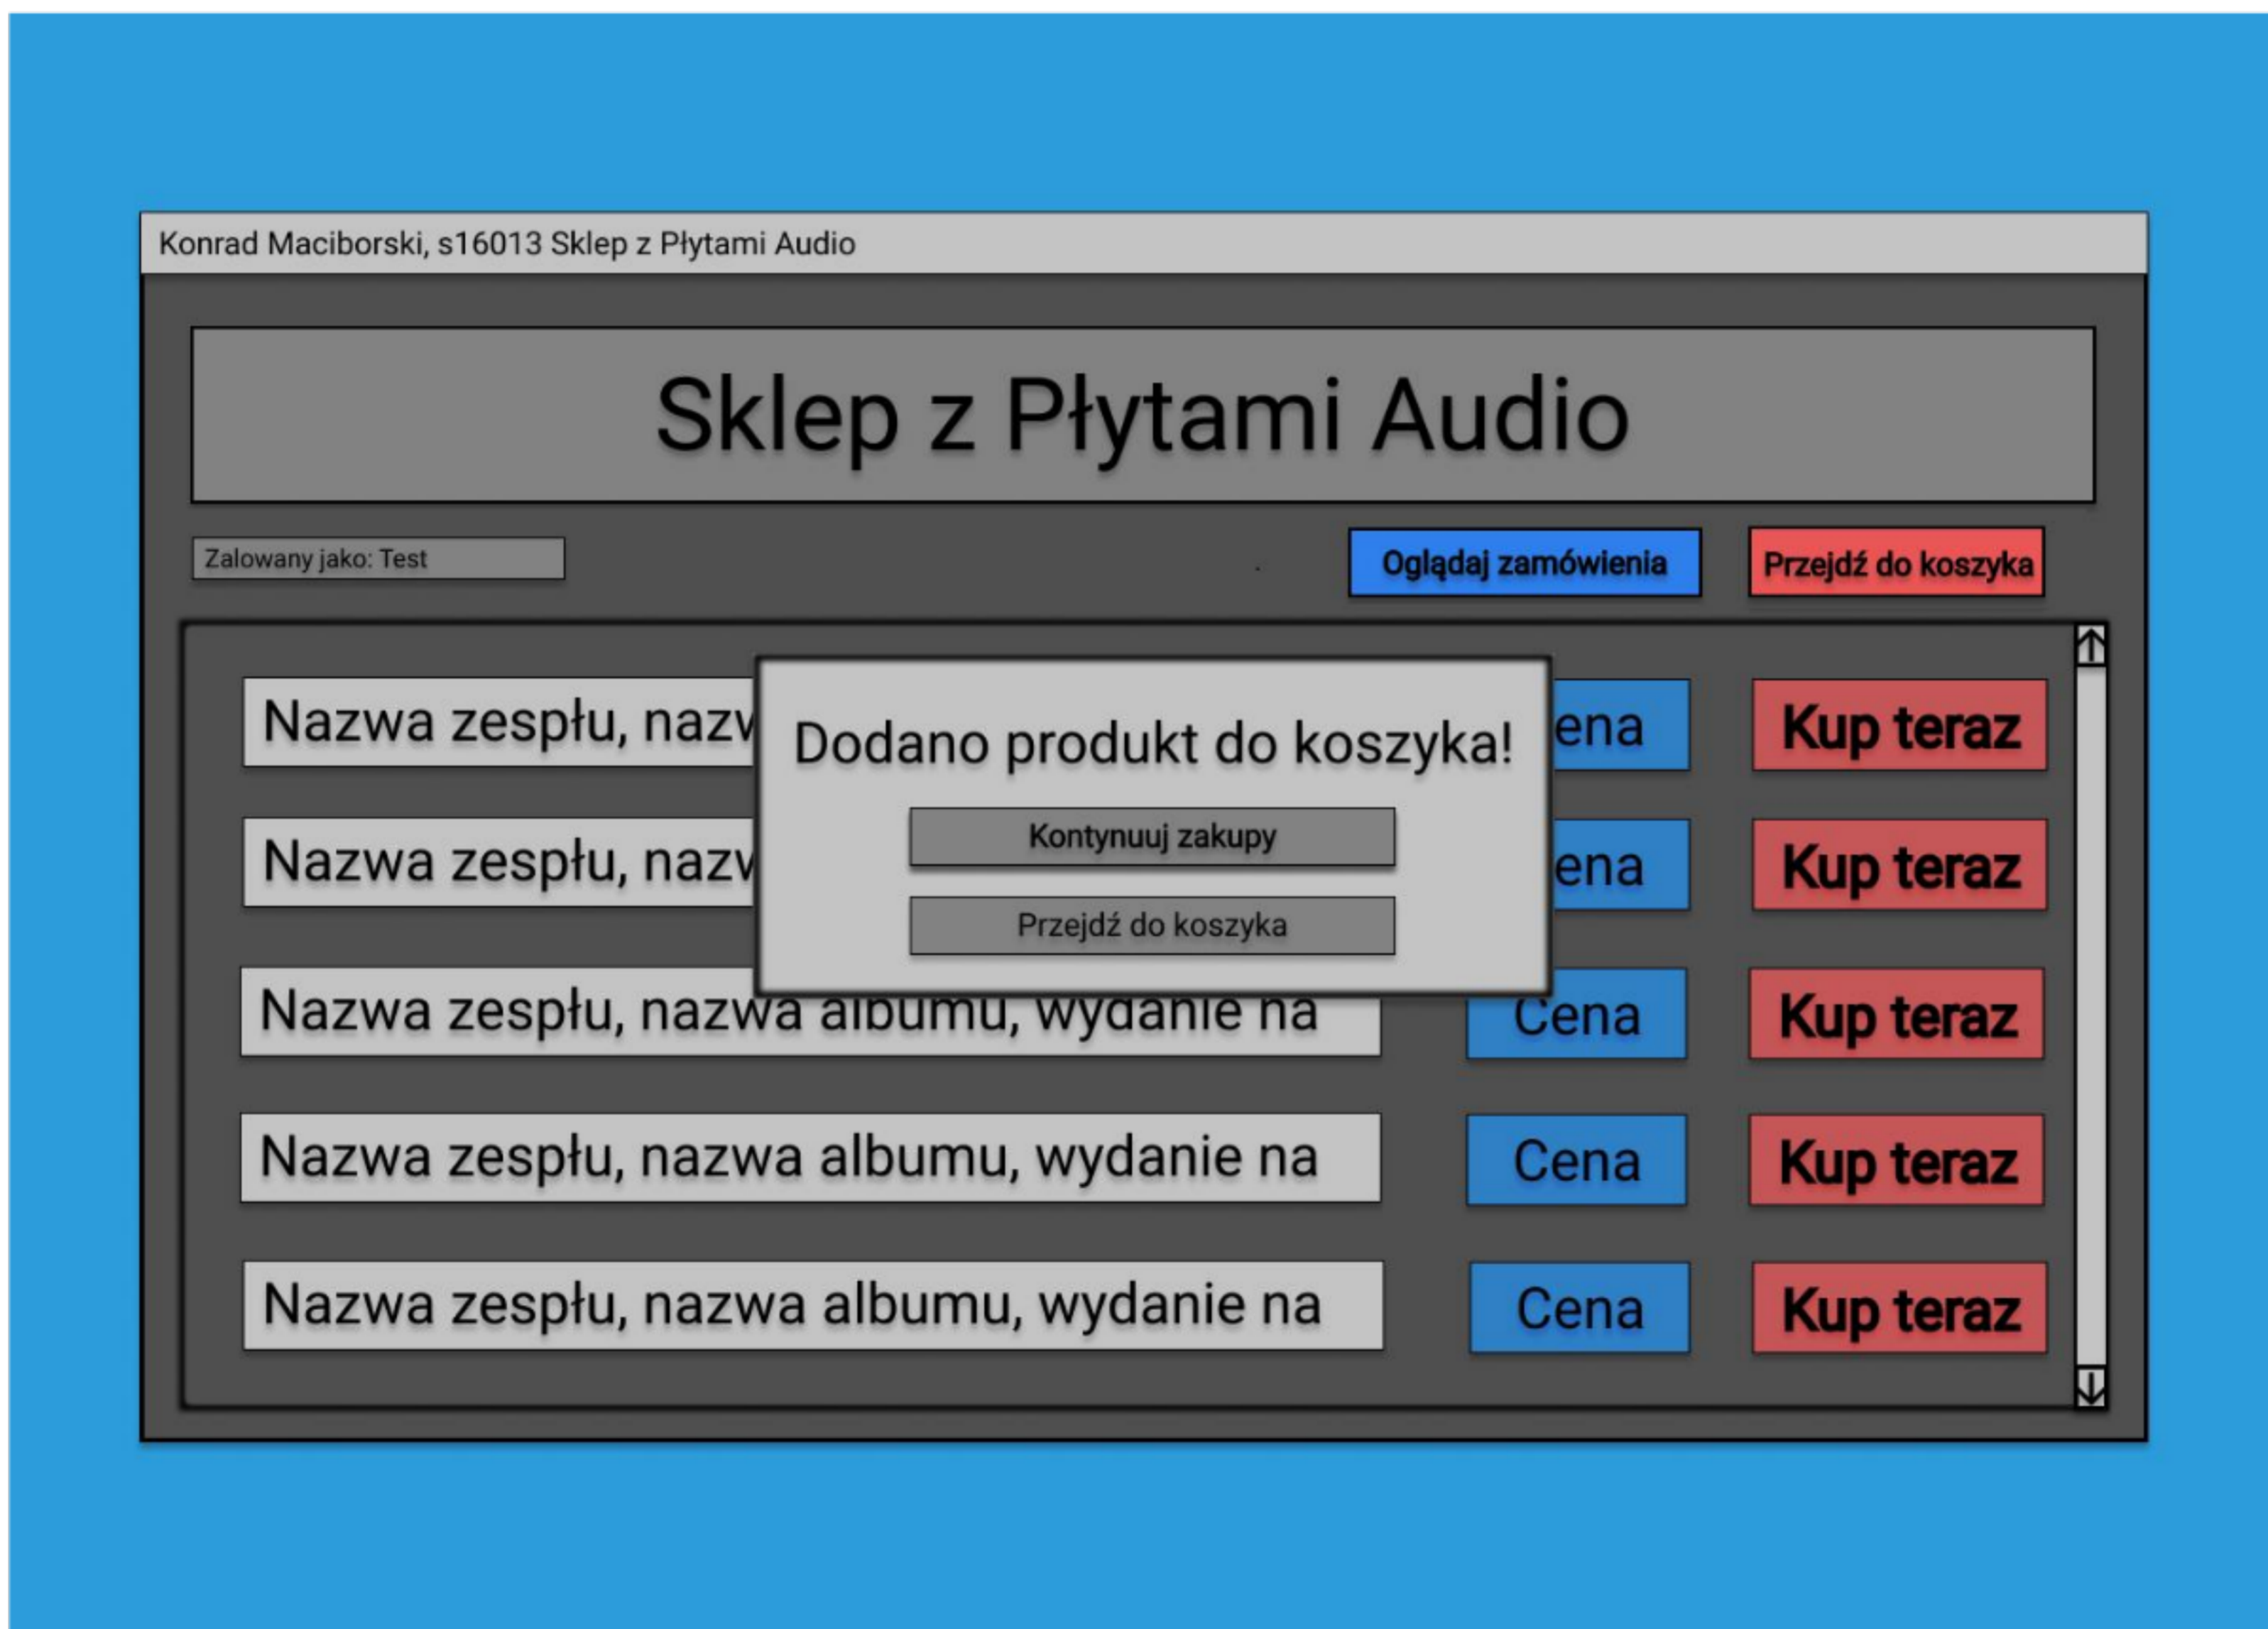 Konrad Maciborski, s16013 Sklep z Płytami Audio
Sklep z Płytami Audio
Zalowany jako: Test
Oglądaj zamówienia
Przejdź do koszyka
Nazwa zespłu, nazw
ena
Kup teraz
Dodano produkt do koszyka!
Kontynuuj zakupy
Przejdź do koszyka
Nazwa zespłu, nazw
ena
Kup teraz
Nazwa zespłu, nazwa albumu, wydanie na
Cena
Kup teraz
Nazwa zespłu, nazwa albumu, wydanie na
Cena
Kup teraz
Nazwa zespłu, nazwa albumu, wydanie na
Cena
Kup teraz